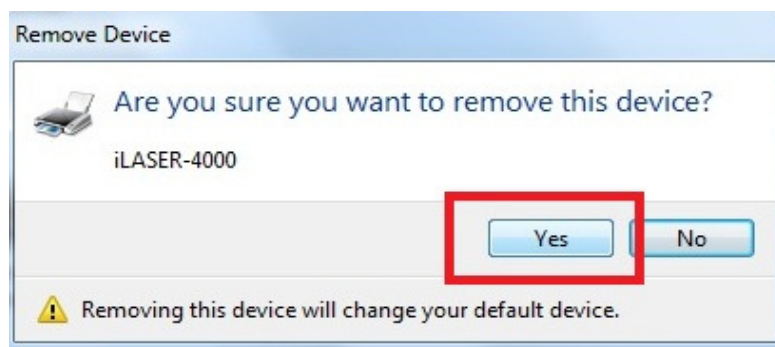 Remove Device
Are you sure you want to remove this device?
iLASER-4000
Yes No
Removing this device will change your default device.